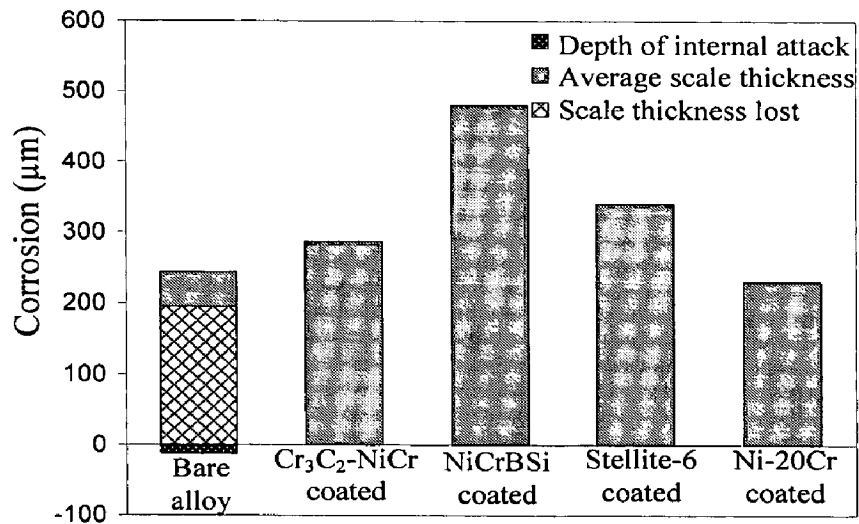 600
500
400
300
200
100
0
-100
Corrosion (μm)
Depth of internal attack
Average scale thickness
Scale thickness lost
Bare
alloy
Cr₃C₂-NiCr
coated
NiCrBSi
coated
Stellite-6
coated
Ni-20Cr
coated